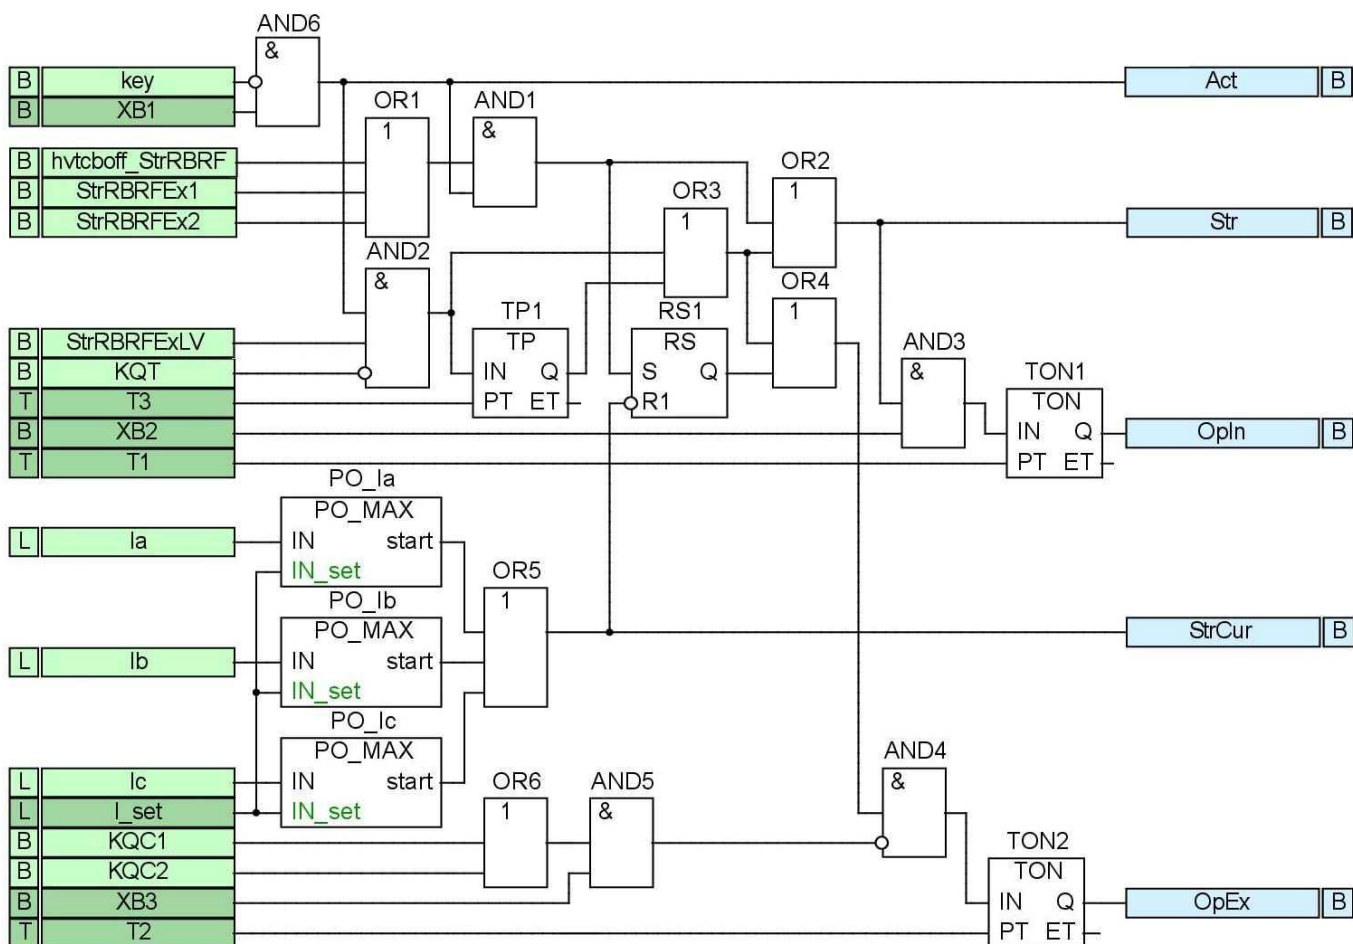 AND6
&
B key Act B
B XB1
OR1 AND1
1 &
B hvtcboff_StrRBRF OR2
B StrRBRFEx1 OR3 1
B StrRBRFEx2 1 Str B
AND2
& OR4
TP1 RS1 1
B StrRBRFExLV TP RS AND3
B KQT IN Q S Q & TON1
T T3 PT ET R1 TON
B XB2 IN Q OpIn B
T T1 PT ET
PO_Ia
PO_MAX
L Ia IN start
IN_set OR5
PO_Ib 1
PO_MAX StrCur B
L Ib IN start
IN_set
PO_Ic
PO_MAX AND4
L Ic IN start OR6 AND5 &
L I_set IN_set 1 &
B KQC1 TON2
B KQC2 TON
B XB3 IN Q OpEx B
T T2 PT ET